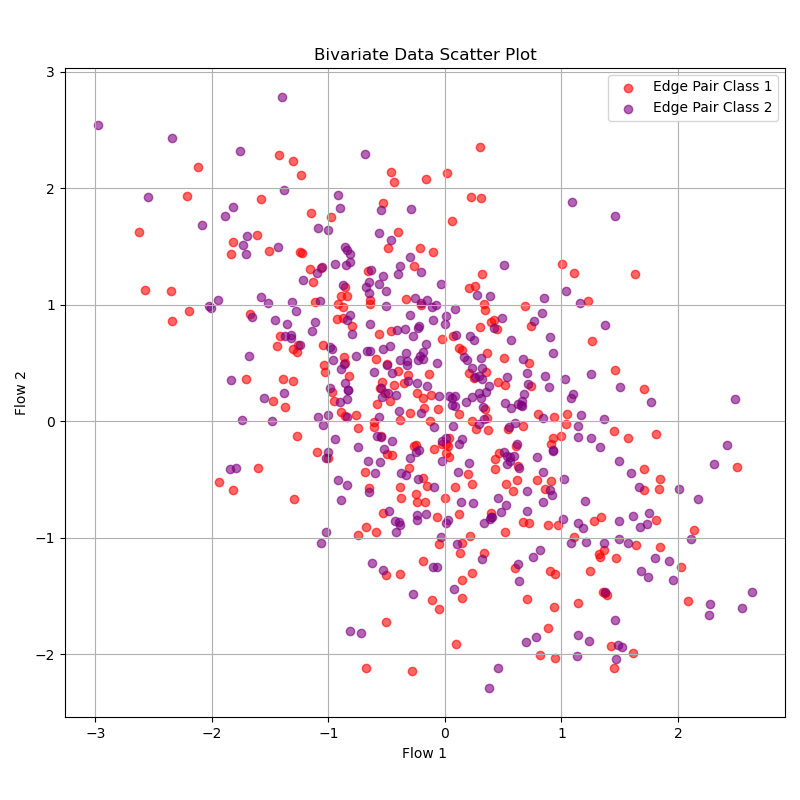 Bivariate Data Scatter Plot
Edge Pair Class 1
Edge Pair Class 2
3
2
1
0
−1
−2
Flow 2
−3
−2
−1
0
1
2
Flow 1